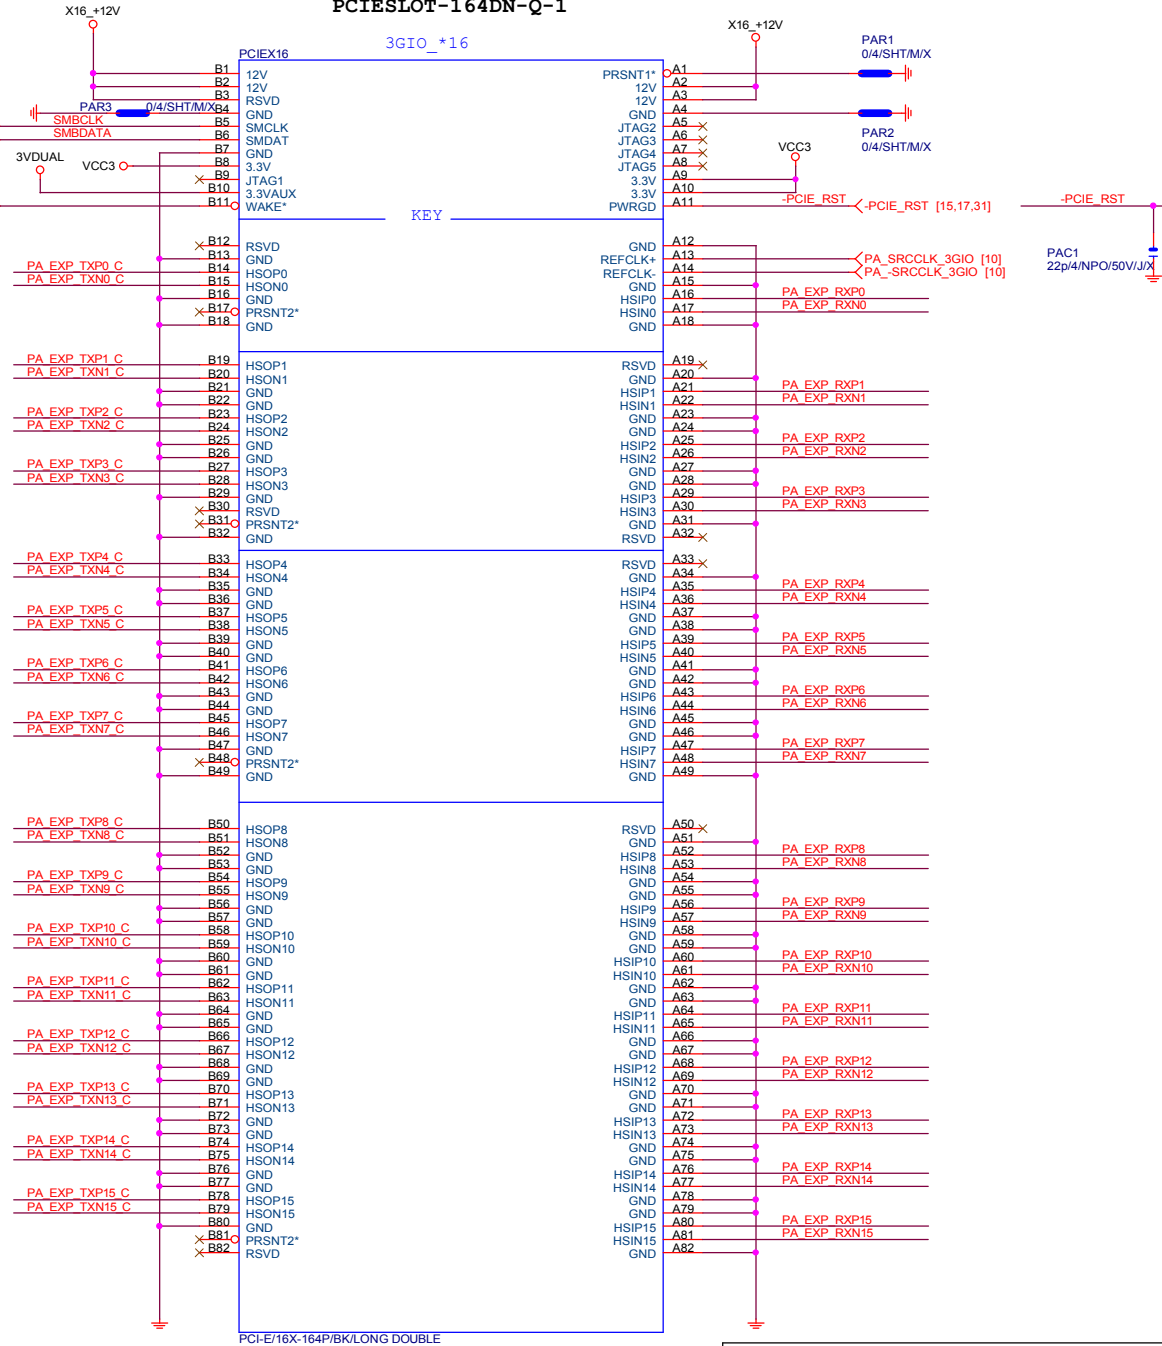 PCIESLOT-164DN-Q-1
X16_+12V
X16_+12V
3GIO_*16
PCIEX16
PAR1
0/4/SHT/M/X
B1 12V PRSNT1* A1
B2 12V 12V A2
B3 RSVD 12V A3
PAR3 0/4/SHT/M/X B4 GND GND A4
SMBCLK B5 SMCLK JTAG2 A5
SMBDATA B6 SMDAT JTAG3 A6
PAR2
0/4/SHT/M/X
B7 GND JTAG4 A7
3VDUAL VCC3 B8 3.3V JTAG5 A8 VCC3
B9 JTAG1 3.3V A9
B10 3.3VAUX 3.3V A10
B11 WAKE* PWRGD A11 -PCIE_RST -PCIE_RST [15,17,31] -PCIE_RST
KEY
B12 RSVD GND A12
B13 GND REFCLK+ A13 PA_SRCCLK_3GIO [10]
PA_EXP_TXP0_C B14 HSOP0 REFCLK- A14 PA_-SRCCLK_3GIO [10]
PAC1
22p/4/NPO/50V/J/X
PA_EXP_TXN0_C B15 HSON0 GND A15
B16 GND HSIP0 A16 PA_EXP_RXP0
B17 PRSNT2* HSIN0 A17 PA_EXP_RXN0
B18 GND GND A18
PA_EXP_TXP1_C B19 HSOP1 RSVD A19
PA_EXP_TXN1_C B20 HSON1 GND A20
B21 GND HSIP1 A21 PA_EXP_RXP1
B22 GND HSIN1 A22 PA_EXP_RXN1
PA_EXP_TXP2_C B23 HSOP2 GND A23
PA_EXP_TXN2_C B24 HSON2 GND A24
B25 GND HSIP2 A25 PA_EXP_RXP2
B26 GND HSIN2 A26 PA_EXP_RXN2
PA_EXP_TXP3_C B27 HSOP3 GND A27
PA_EXP_TXN3_C B28 HSON3 GND A28
B29 GND HSIP3 A29 PA_EXP_RXP3
B30 RSVD HSIN3 A30 PA_EXP_RXN3
B31 PRSNT2* GND A31
B32 GND RSVD A32
PA_EXP_TXP4_C B33 HSOP4 RSVD A33
PA_EXP_TXN4_C B34 HSON4 GND A34
B35 GND HSIP4 A35 PA_EXP_RXP4
B36 GND HSIN4 A36 PA_EXP_RXN4
PA_EXP_TXP5_C B37 HSOP5 GND A37
PA_EXP_TXN5_C B38 HSON5 GND A38
B39 GND HSIP5 A39 PA_EXP_RXP5
B40 GND HSIN5 A40 PA_EXP_RXN5
PA_EXP_TXP6_C B41 HSOP6 GND A41
PA_EXP_TXN6_C B42 HSON6 GND A42
B43 GND HSIP6 A43 PA_EXP_RXP6
B44 GND HSIN6 A44 PA_EXP_RXN6
PA_EXP_TXP7_C B45 HSOP7 GND A45
PA_EXP_TXN7_C B46 HSON7 GND A46
B47 GND HSIP7 A47 PA_EXP_RXP7
B48 PRSNT2* HSIN7 A48 PA_EXP_RXN7
B49 GND GND A49
PA_EXP_TXP8_C B50 HSOP8 RSVD A50
PA_EXP_TXN8_C B51 HSON8 GND A51
B52 GND HSIP8 A52 PA_EXP_RXP8
B53 GND HSIN8 A53 PA_EXP_RXN8
PA_EXP_TXP9_C B54 HSOP9 GND A54
PA_EXP_TXN9_C B55 HSON9 GND A55
B56 GND HSIP9 A56 PA_EXP_RXP9
B57 GND HSIN9 A57 PA_EXP_RXN9
PA_EXP_TXP10_C B58 HSOP10 GND A58
PA_EXP_TXN10_C B59 HSON10 GND A59
B60 GND HSIP10 A60 PA_EXP_RXP10
B61 GND HSIN10 A61 PA_EXP_RXN10
PA_EXP_TXP11_C B62 HSOP11 GND A62
PA_EXP_TXN11_C B63 HSON11 GND A63
B64 GND HSIP11 A64 PA_EXP_RXP11
B65 GND HSIN11 A65 PA_EXP_RXN11
PA_EXP_TXP12_C B66 HSOP12 GND A66
PA_EXP_TXN12_C B67 HSON12 GND A67
B68 GND HSIP12 A68 PA_EXP_RXP12
B69 GND HSIN12 A69 PA_EXP_RXN12
PA_EXP_TXP13_C B70 HSOP13 GND A70
PA_EXP_TXN13_C B71 HSON13 GND A71
B72 GND HSIP13 A72 PA_EXP_RXP13
B73 GND HSIN13 A73 PA_EXP_RXN13
PA_EXP_TXP14_C B74 HSOP14 GND A74
PA_EXP_TXN14_C B75 HSON14 GND A75
B76 GND HSIP14 A76 PA_EXP_RXP14
B77 GND HSIN14 A77 PA_EXP_RXN14
PA_EXP_TXP15_C B78 HSOP15 GND A78
PA_EXP_TXN15_C B79 HSON15 GND A79
B80 GND HSIP15 A80 PA_EXP_RXP15
B81 PRSNT2* HSIN15 A81 PA_EXP_RXN15
B82 RSVD GND A82
PCI-E/16X-164P/BK/LONG DOUBLE